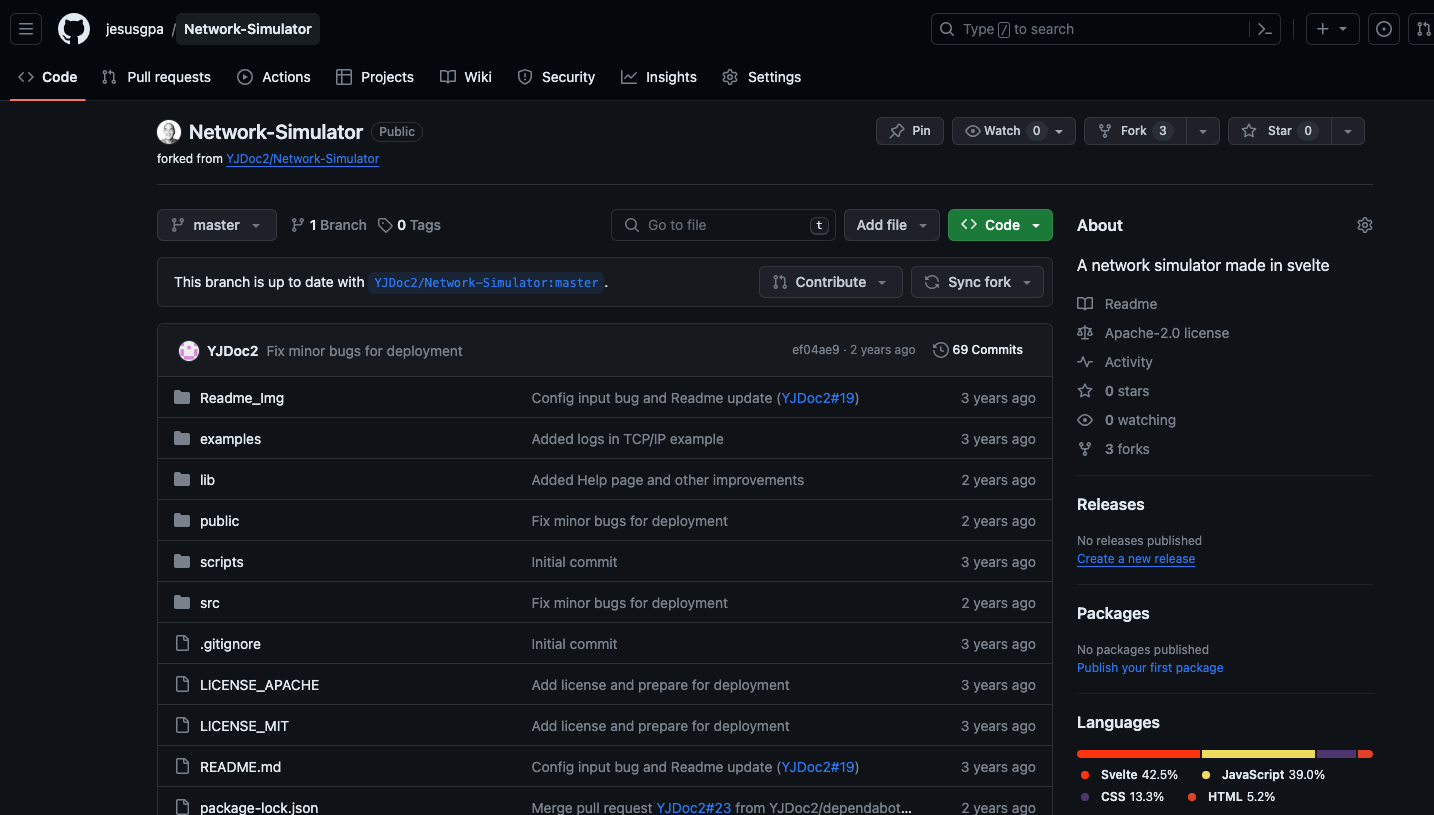 jesusgpa / Network-Simulator
Type / to search
Code Pull requests Actions Projects Wiki Security Insights Settings
Network-Simulator Public
Pin Watch 0 Fork 3 Star 0
forked from YJDoc2/Network-Simulator
master 1 Branch 0 Tags Go to file t Add file Code
This branch is up to date with YJDoc2/Network-Simulator:master . Contribute Sync fork
YJDoc2 Fix minor bugs for deployment ef04ae9 · 2 years ago 69 Commits
Readme_Img Config input bug and Readme update (YJDoc2#19) 3 years ago
examples Added logs in TCP/IP example 3 years ago
lib Added Help page and other improvements 2 years ago
public Fix minor bugs for deployment 2 years ago
scripts Initial commit 3 years ago
src Fix minor bugs for deployment 2 years ago
.gitignore Initial commit 3 years ago
LICENSE_APACHE Add license and prepare for deployment 3 years ago
LICENSE_MIT Add license and prepare for deployment 3 years ago
README.md Config input bug and Readme update (YJDoc2#19) 3 years ago
package-lock.json Merge pull request YJDoc2#23 from YJDoc2/dependabot... 2 years ago
About
A network simulator made in svelte
Readme
Apache-2.0 license
Activity
0 stars
0 watching
3 forks
Releases
No releases published
Create a new release
Packages
No packages published
Publish your first package
Languages
Svelte 42.5% JavaScript 39.0%
CSS 13.3% HTML 5.2%